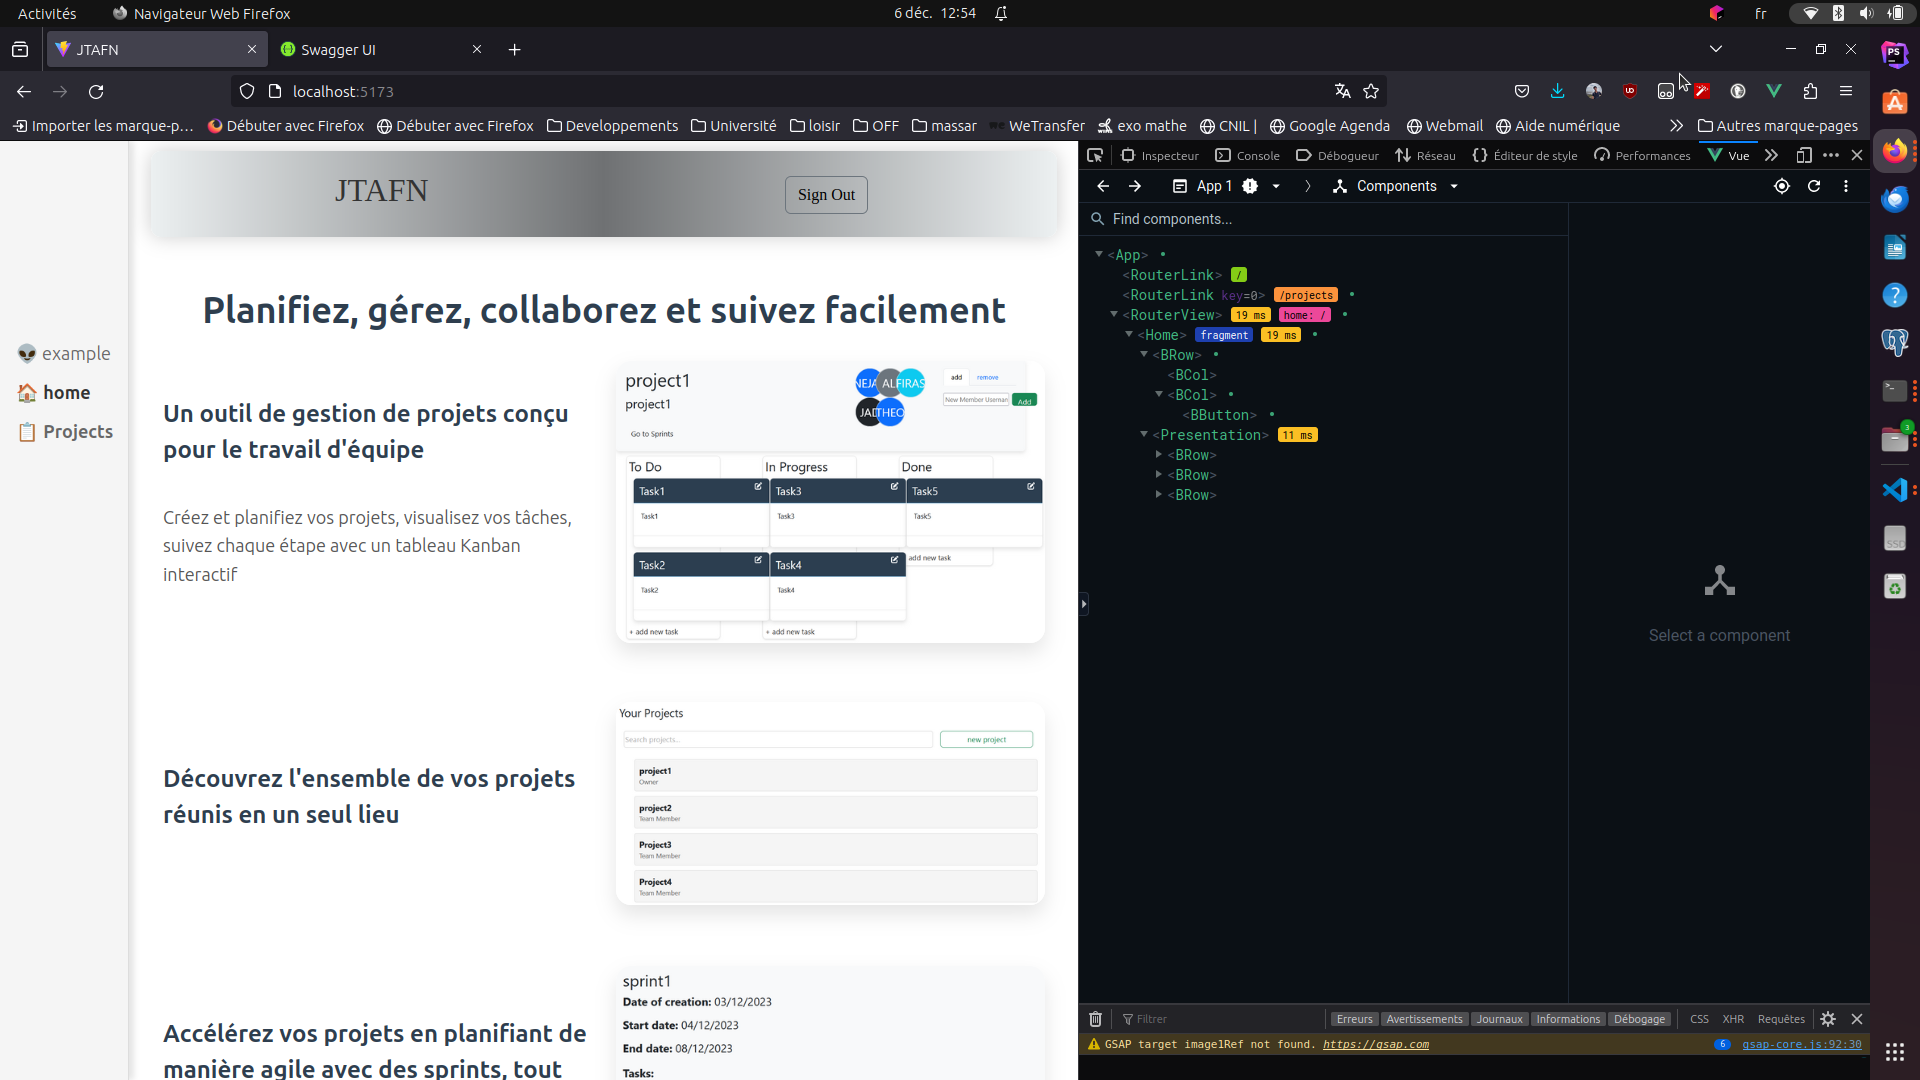 Activités
Navigateur Web Firefox
6 déc. 12:54
fr
JTAFN
Swagger UI
localhost:5173
Importer les marque-p…
Débuter avec Firefox
Débuter avec Firefox
Developpements
Université
loisir
OFF
massar
WeTransfer
exo mathe
CNIL |
Google Agenda
Webmail
Aide numérique
Autres marque-pages
JTAFN
Sign Out
👽 example
🏠 home
📋 Projects
Planifiez, gérez, collaborez et suivez facilement
Un outil de gestion de projets conçu
pour le travail d'équipe
Créez et planifiez vos projets, visualisez vos tâches,
suivez chaque étape avec un tableau Kanban
interactif
project1
project1
Go to Sprints
NEJA
AL
FIRAS
JAD
THEO
add
remove
New Member Usernam
Add
To Do
In Progress
Done
Task1
Task3
Task5
Task1
Task3
Task5
Task2
Task4
add new task
Task2
Task4
+ add new task
+ add new task
Découvrez l'ensemble de vos projets
réunis en un seul lieu
Your Projects
Search projects...
new project
project1
Owner
project2
Team Member
Project3
Team Member
Project4
Team Member
Accélérez vos projets en planifiant de
manière agile avec des sprints, tout
sprint1
Date of creation: 03/12/2023
Start date: 04/12/2023
End date: 08/12/2023
Tasks:
Inspecteur
Console
Débogueur
Réseau
Éditeur de style
Performances
Vue
App 1
Components
Find components...
<App>
<RouterLink> /
<RouterLink key=0> /projects
<RouterView> 19 ms home: /
<Home> fragment 19 ms
<BRow>
<BCol>
<BCol>
<BButton>
<Presentation> 11 ms
<BRow>
<BRow>
<BRow>
Select a component
Filtrer
Erreurs
Avertissements
Journaux
Informations
Débogage
CSS
XHR
Requêtes
GSAP target image1Ref not found. https://gsap.com
6
gsap-core.js:92:30
PS
3
SSD